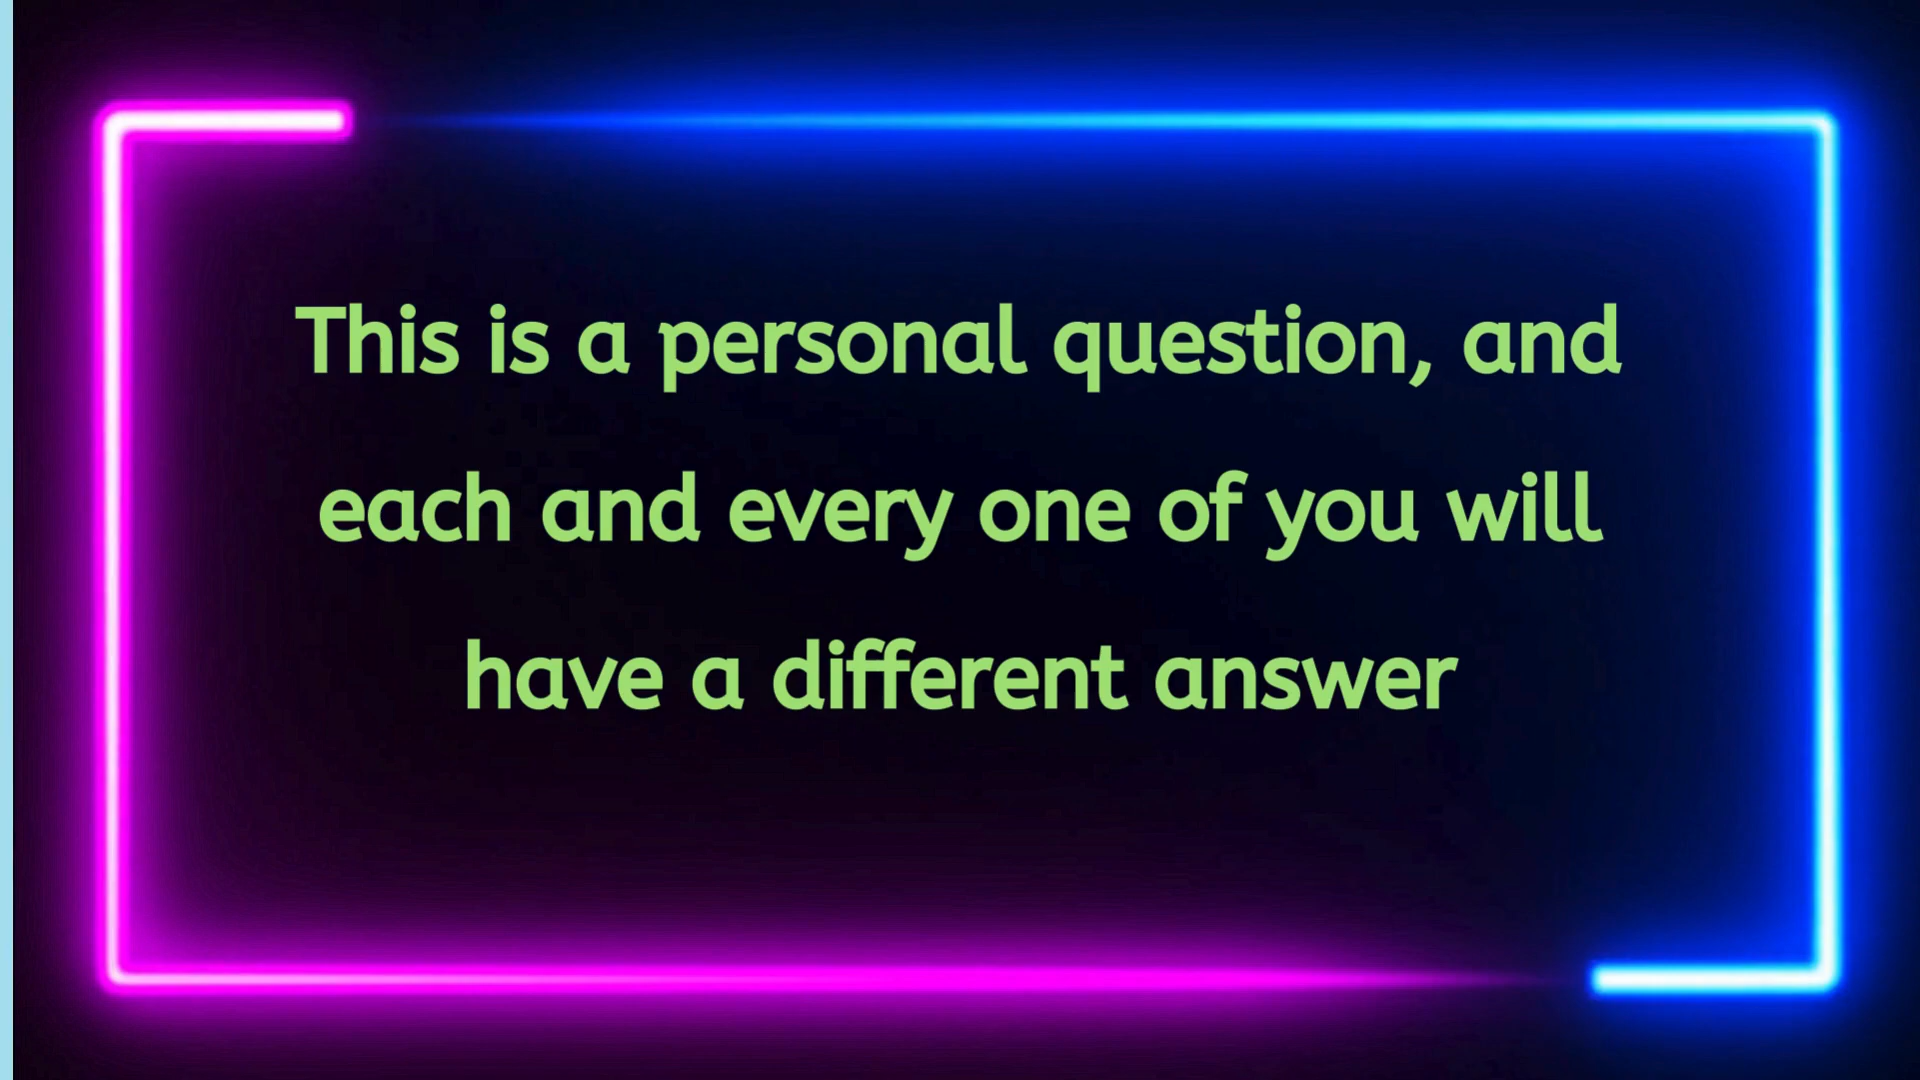 This is a personal question, and
each and every one of you will
have a different answer